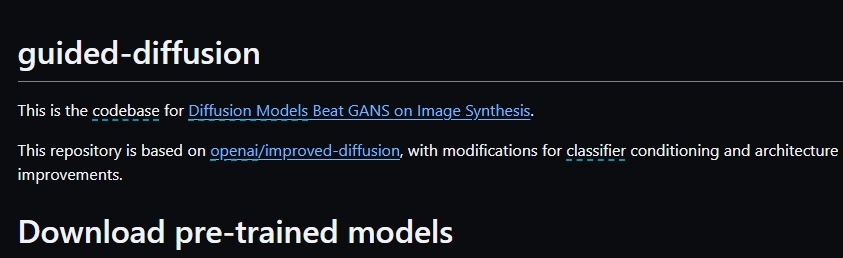 guided-diffusion
This is the codebase for Diffusion Models Beat GANS on Image Synthesis.
This repository is based on openai/improved-diffusion, with modifications for classifier conditioning and architecture
improvements.
Download pre-trained models